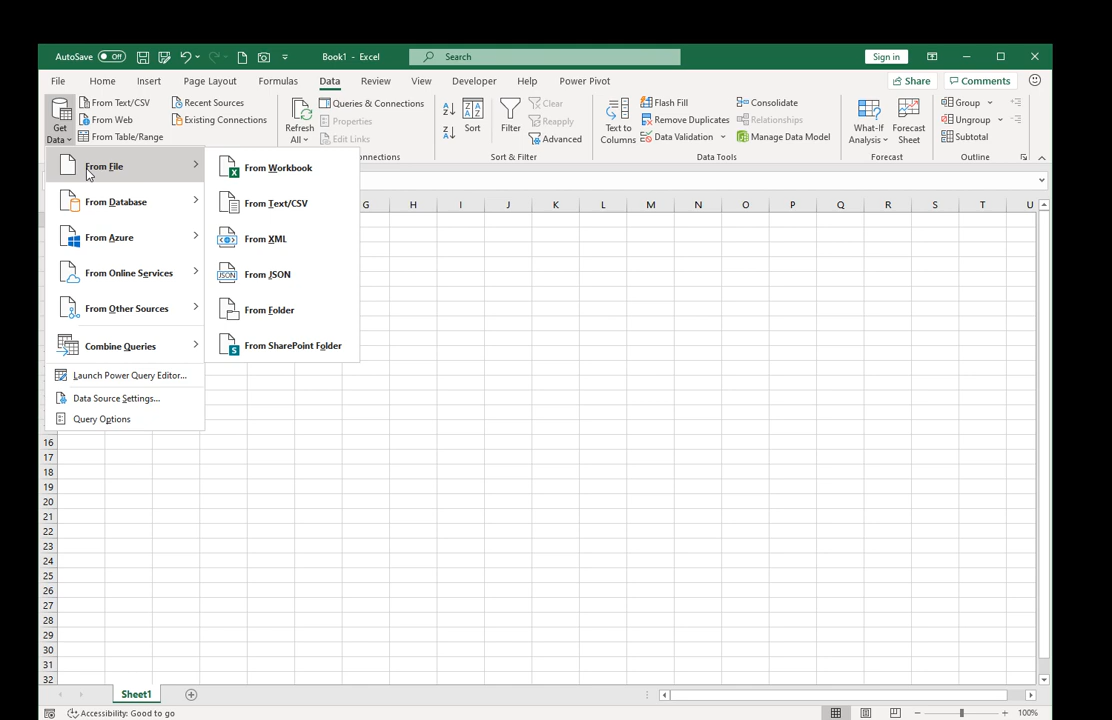 AutoSave Off Book1 - Excel Search Sign in
File Home Insert Page Layout Formulas Data Review View Developer Help Power Pivot Share Comments
Get Data
From Text/CSV
From Web
From Table/Range
Recent Sources
Existing Connections
Refresh All
Queries & Connections
Properties
Edit Links
onnections
Sort
Filter
Clear
Reapply
Advanced
Sort & Filter
Text to Columns
Flash Fill
Remove Duplicates
Data Validation
Consolidate
Relationships
Manage Data Model
Data Tools
What-If Analysis
Forecast Sheet
Forecast
Group
Ungroup
Subtotal
Outline
From File
From Database
From Azure
From Online Services
From Other Sources
Combine Queries
Launch Power Query Editor...
Data Source Settings...
Query Options
From Workbook
From Text/CSV
From XML
JSON From JSON
From Folder
From SharePoint Folder
G H I J K L M N O P Q R S T U
16
17
18
19
20
21
22
23
24
25
26
27
28
29
30
31
32
Sheet1
Accessibility: Good to go 100%